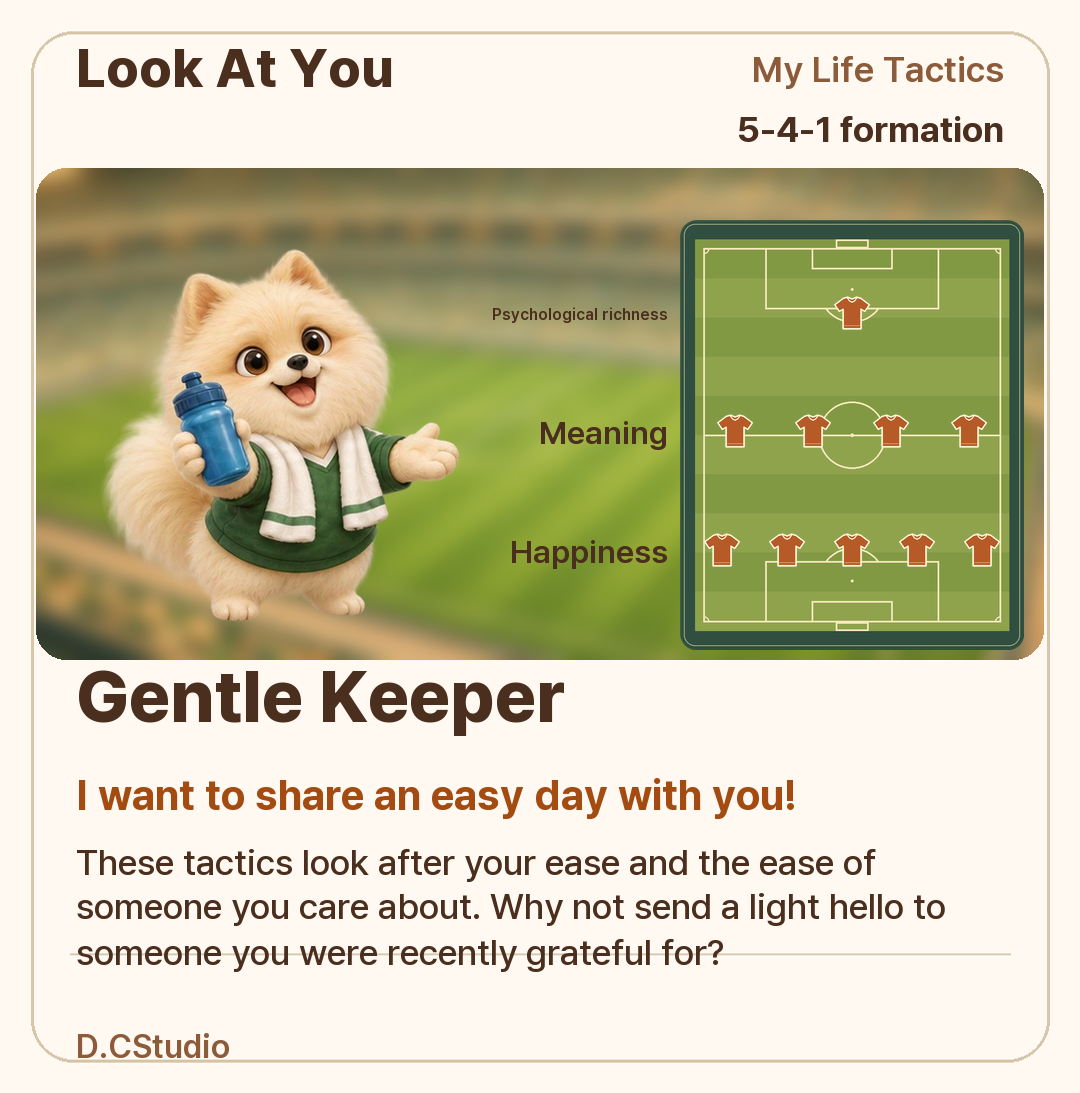 Look At You
My Life Tactics
5-4-1 formation
Psychological richness
Meaning
Happiness
Gentle Keeper
I want to share an easy day with you!
These tactics look after your ease and the ease of
someone you care about. Why not send a light hello to
someone you were recently grateful for?
D.CStudio